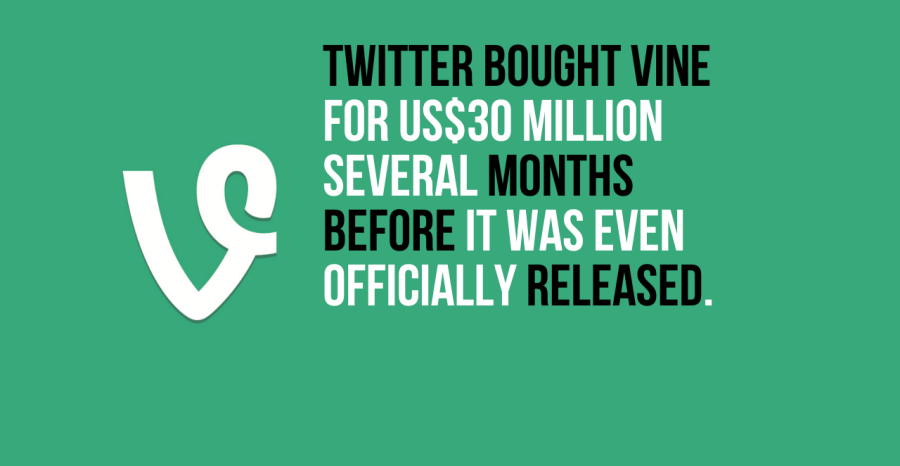 TWITTER BOUGHT VINE
FOR US$30 MILLION
SEVERAL MONTHS
BEFORE IT WAS EVEN
OFFICIALLY RELEASED.